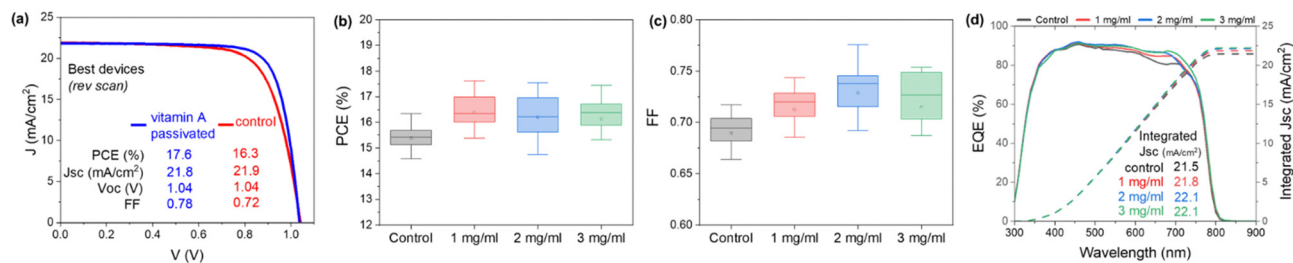 (a)
25
20
15
10
5
0
J (mA/cm²)
Best devices
(rev scan)
vitamin A
passivated
control
PCE (%) 17.6 16.3
Jsc (mA/cm²) 21.8 21.9
Voc (V) 1.04 1.04
FF 0.78 0.72
0.0 0.2 0.4 0.6 0.8 1.0
V (V)
(b)
20
19
18
17
16
15
14
13
12
PCE (%)
Control 1 mg/ml 2 mg/ml 3 mg/ml
(c)
0.80
0.75
0.70
0.65
0.60
FF
Control 1 mg/ml 2 mg/ml 3 mg/ml
(d)
Control 1 mg/ml 2 mg/ml 3 mg/ml
100
80
60
40
20
0
EQE (%)
25
22
20
17
15
12
10
7
5
2
0
Integrated Jsc (mA/cm²)
Integrated
Jsc (mA/cm²)
control 21.5
1 mg/ml 21.8
2 mg/ml 22.1
3 mg/ml 22.1
300 400 500 600 700 800 900
Wavelength (nm)